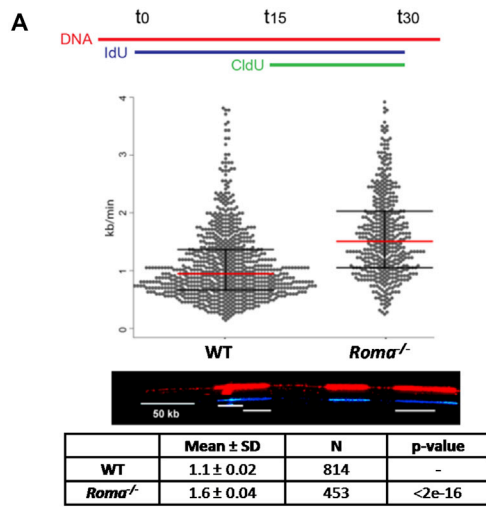 A
t0 t15 t30
DNA
IdU
CldU
4
3
2
1
0
kb/min
WT Roma-/-
50 kb
Mean ± SD N p-value
WT 1.1 ± 0.02 814 -
Roma-/- 1.6 ± 0.04 453 <2e-16